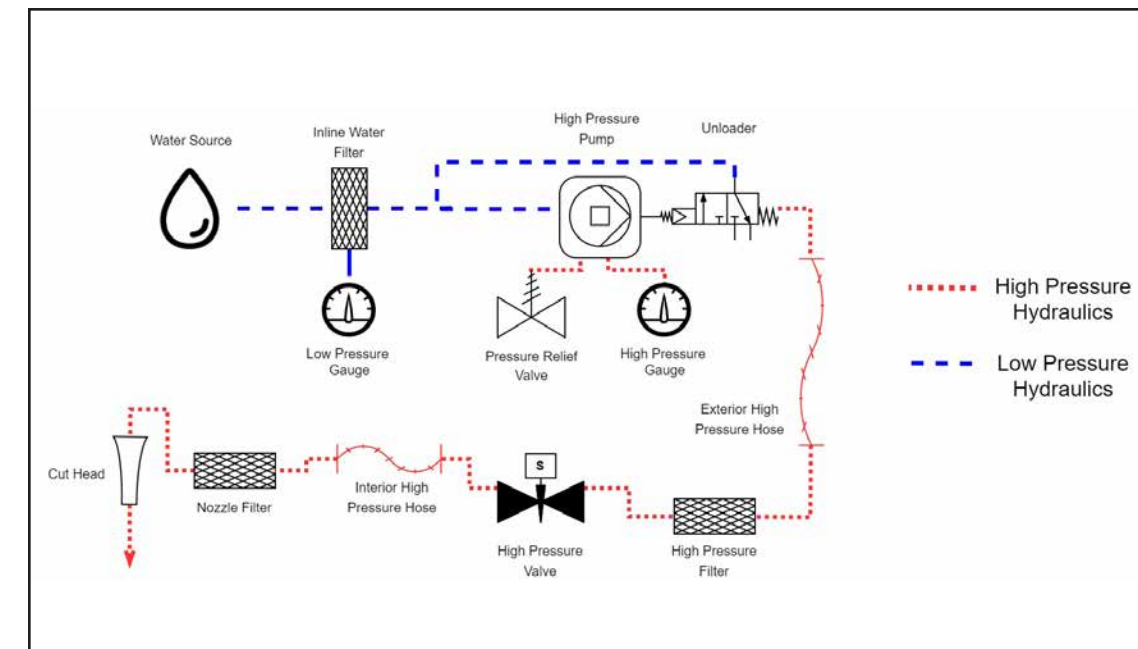 Water Source
Inline Water
Filter
High Pressure
Pump
Unloader
Low Pressure
Gauge
Pressure Relief
Valve
High Pressure
Gauge
High Pressure
Hydraulics
Low Pressure
Hydraulics
Exterior High
Pressure Hose
Cut Head
Nozzle Filter
Interior High
Pressure Hose
S
High Pressure
Valve
High Pressure
Filter